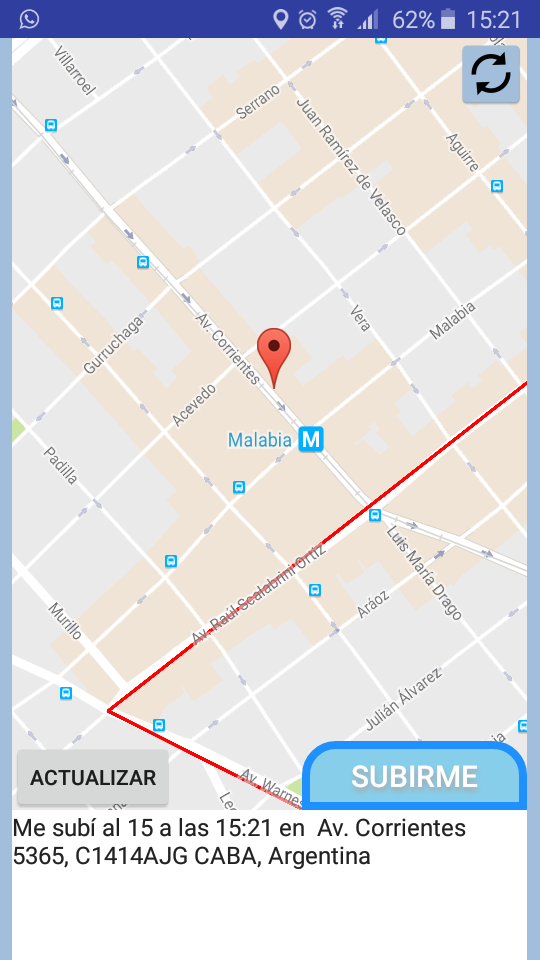 62% 15:21
Villarroel
Serrano
Juan Ramírez de Velasco
Aguirre
Vera
Malabia
Av. Corrientes
Gurruchaga
Acevedo
Malabia M
Padilla
Luis María Drago
Av. Raúl Scalabrini Ortiz
Aráoz
Murillo
Julián Álvarez
Av. Warnes
ACTUALIZAR
SUBIRME
Me subí al 15 a las 15:21 en Av. Corrientes
5365, C1414AJG CABA, Argentina